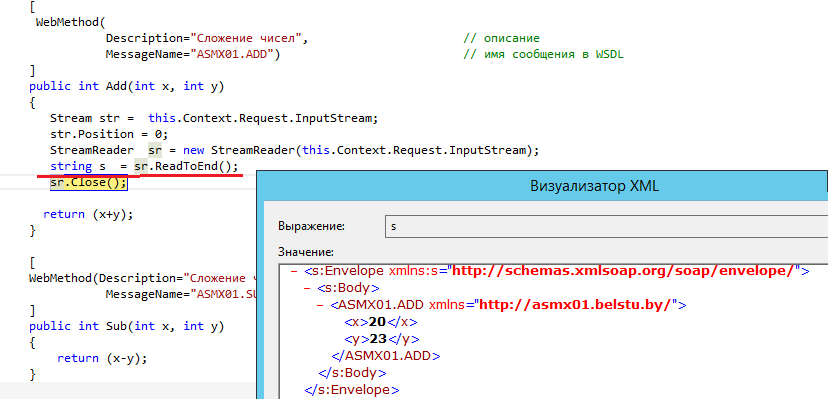 [
WebMethod(
Description="Сложение чисел", // описание
MessageName="ASMX01.ADD") // имя сообщения в WSDL
]
public int Add(int x, int y)
{
Stream str = this.Context.Request.InputStream;
str.Position = 0;
StreamReader sr = new StreamReader(this.Context.Request.InputStream);
string s = sr.ReadToEnd();
sr.Close();
return (x+y);
}
[
WebMethod(Description="Сложение
MessageName="ASMX01.SU
]
public int Sub(int x, int y)
{
return (x-y);
}
Визуализатор XML
Выражение: s
Значение:
– <s:Envelope xmlns:s="http://schemas.xmlsoap.org/soap/envelope/">
– <s:Body>
– <ASMX01.ADD xmlns="http://asmx01.belstu.by/">
<x>20</x>
<y>23</y>
</ASMX01.ADD>
</s:Body>
</s:Envelope>